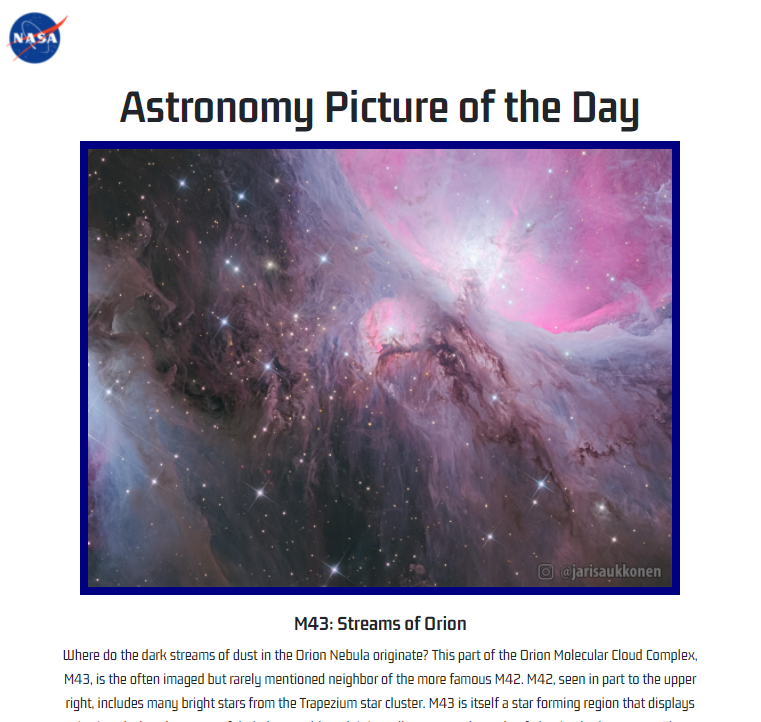 NASA
Astronomy Picture of the Day
@jarisaukkonen
M43: Streams of Orion
Where do the dark streams of dust in the Orion Nebula originate? This part of the Orion Molecular Cloud Complex,
M43, is the often imaged but rarely mentioned neighbor of the more famous M42. M42, seen in part to the upper
right, includes many bright stars from the Trapezium star cluster. M43 is itself a star forming region that displays